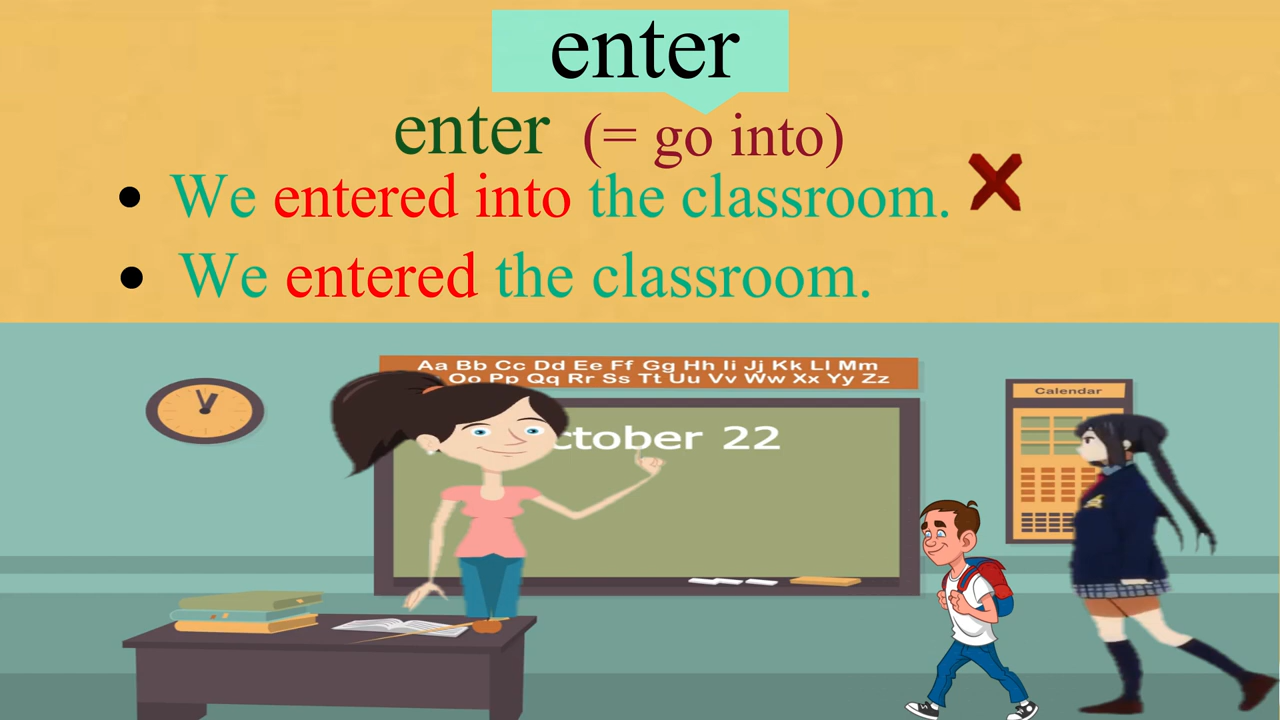 enter
enter (= go into)
• We entered into the classroom. ✗
• We entered the classroom.
Aa Bb Cc Dd Ee Ff Gg Hh Ii Jj Kk Ll Mm
Oo Pp Qq Rr Ss Tt Uu Vv Ww Xx Yy Zz
Calendar
ctober 22